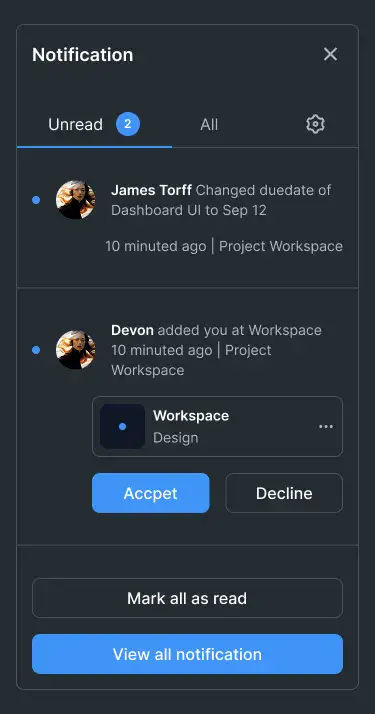 Notification
Unread 2 All
James Torff Changed duedate of
Dashboard UI to Sep 12
10 minuted ago | Project Workspace
Devon added you at Workspace
10 minuted ago | Project
Workspace
Workspace
Design
Accpet Decline
Mark all as read
View all notification